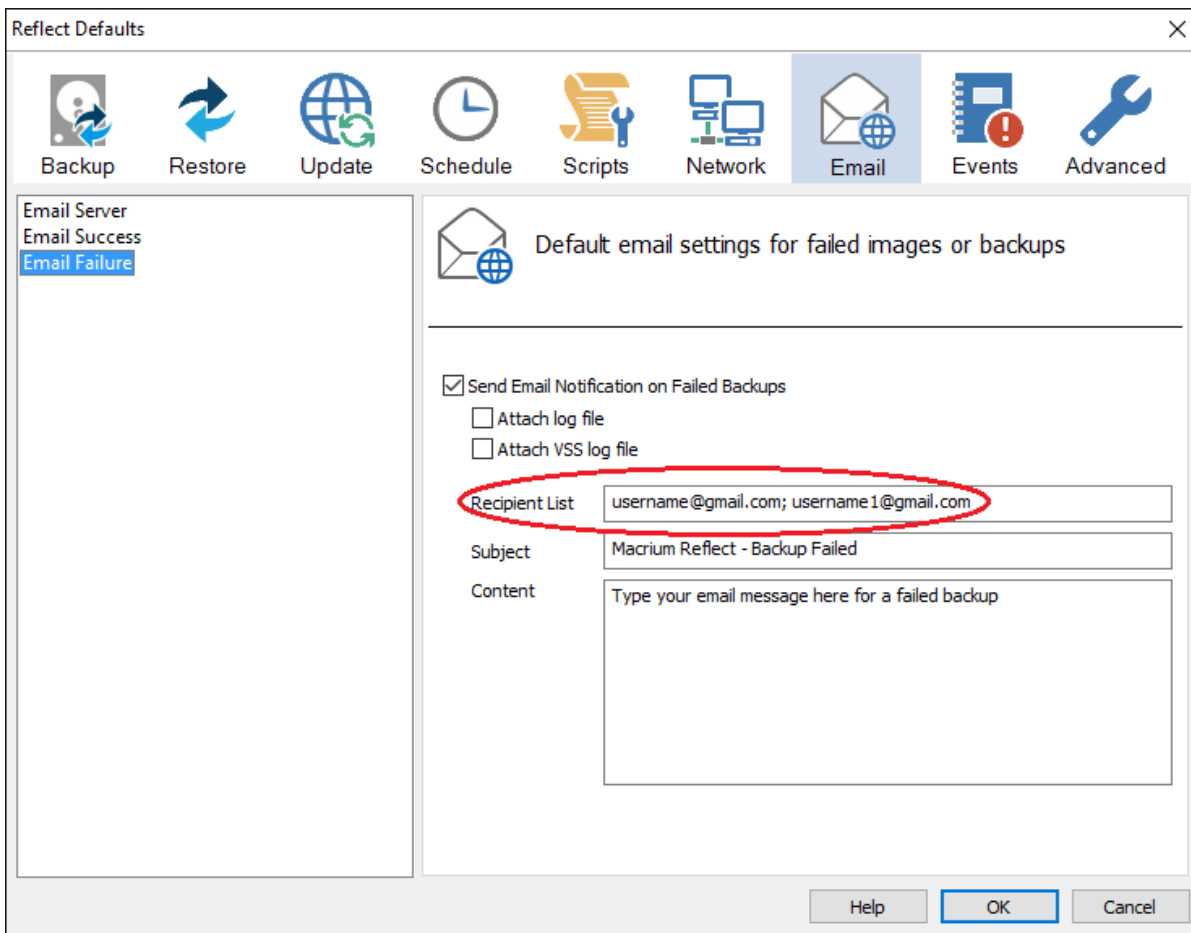 Reflect Defaults
Backup Restore Update Schedule Scripts Network Email Events Advanced
Email Server
Email Success
Email Failure
Default email settings for failed images or backups
Send Email Notification on Failed Backups
Attach log file
Attach VSS log file
Recipient List username@gmail.com; username1@gmail.com
Subject Macrium Reflect - Backup Failed
Content Type your email message here for a failed backup
Help OK Cancel